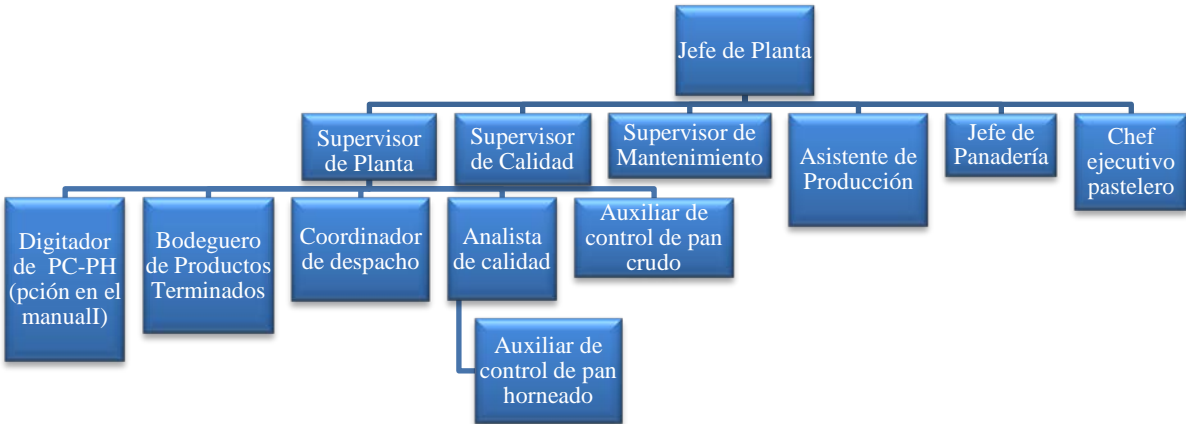 Jefe de Planta
Supervisor
de Planta
Supervisor
de Calidad
Supervisor de
Mantenimiento
Asistente de
Producción
Jefe de
Panadería
Chef
ejecutivo
pastelero
Digitador
de PC-PH
(pción en el
manualI)
Bodeguero
de Productos
Terminados
Coordinador
de despacho
Analista
de calidad
Auxiliar de
control de pan
crudo
Auxiliar de
control de pan
horneado